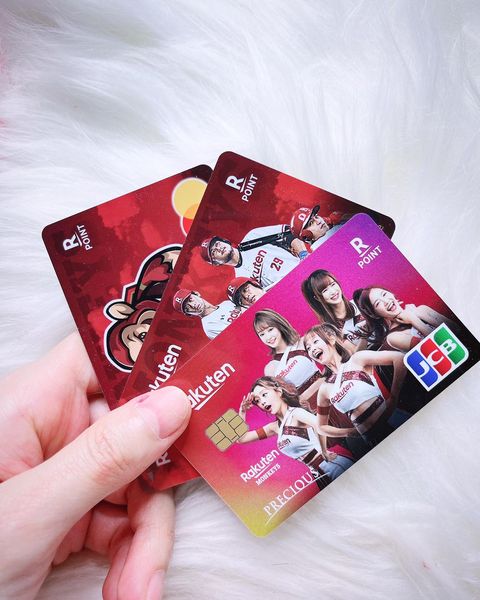 R
POINT
R
POINT
Rakuten
29
Rakuten
R
POINT
Rakuten
Rakuten
MONKEYS
PRECIOUS
JCB